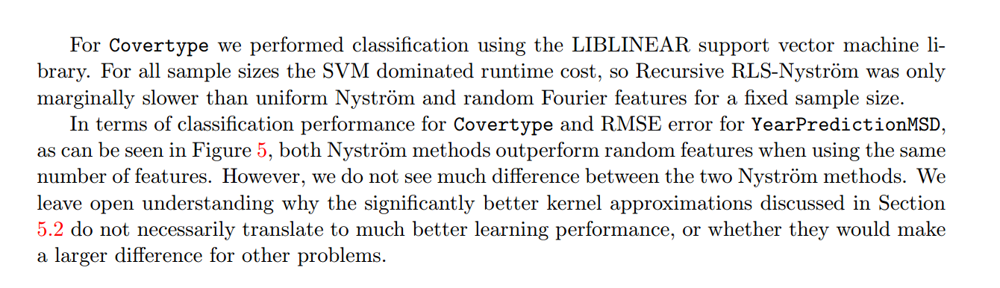 For Covertype we performed classification using the LIBLINEAR support vector machine li-
brary. For all sample sizes the SVM dominated runtime cost, so Recursive RLS-Nyström was only
marginally slower than uniform Nyström and random Fourier features for a fixed sample size.
In terms of classification performance for Covertype and RMSE error for YearPredictionMSD,
as can be seen in Figure 5, both Nyström methods outperform random features when using the same
number of features. However, we do not see much difference between the two Nyström methods. We
leave open understanding why the significantly better kernel approximations discussed in Section
5.2 do not necessarily translate to much better learning performance, or whether they would make
a larger difference for other problems.